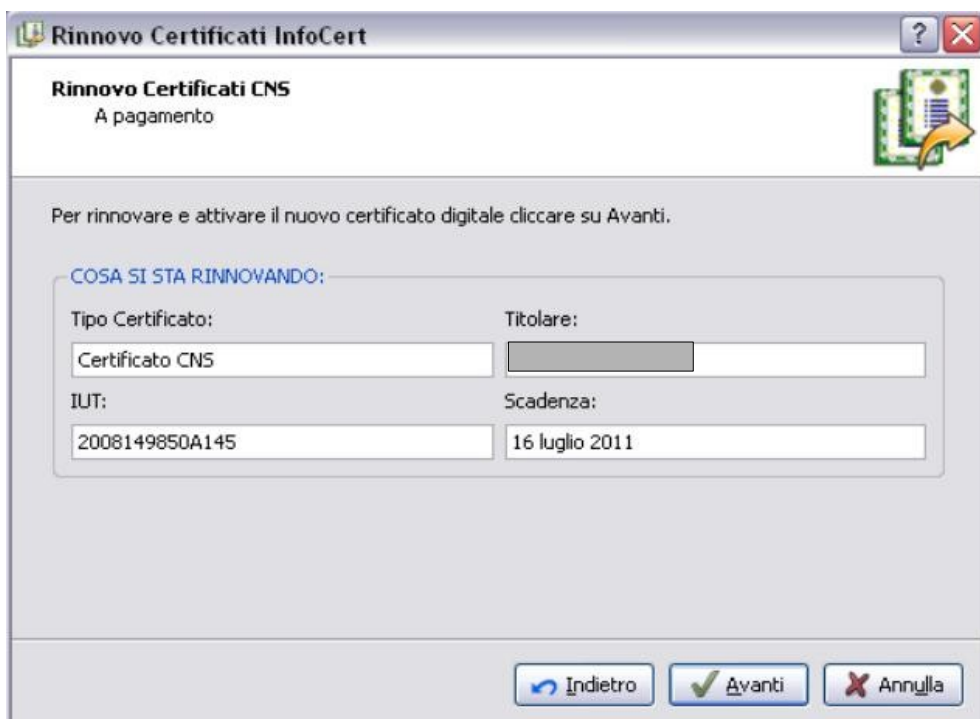 Rinnovo Certificati InfoCert
?
Rinnovo Certificati CNS
A pagamento
Per rinnovare e attivare il nuovo certificato digitale cliccare su Avanti.
COSA SI STA RINNOVANDO:
Tipo Certificato:
Titolare:
Certificato CNS
IUT:
Scadenza:
2008149850A145
16 luglio 2011
Indietro
Avanti
Annulla